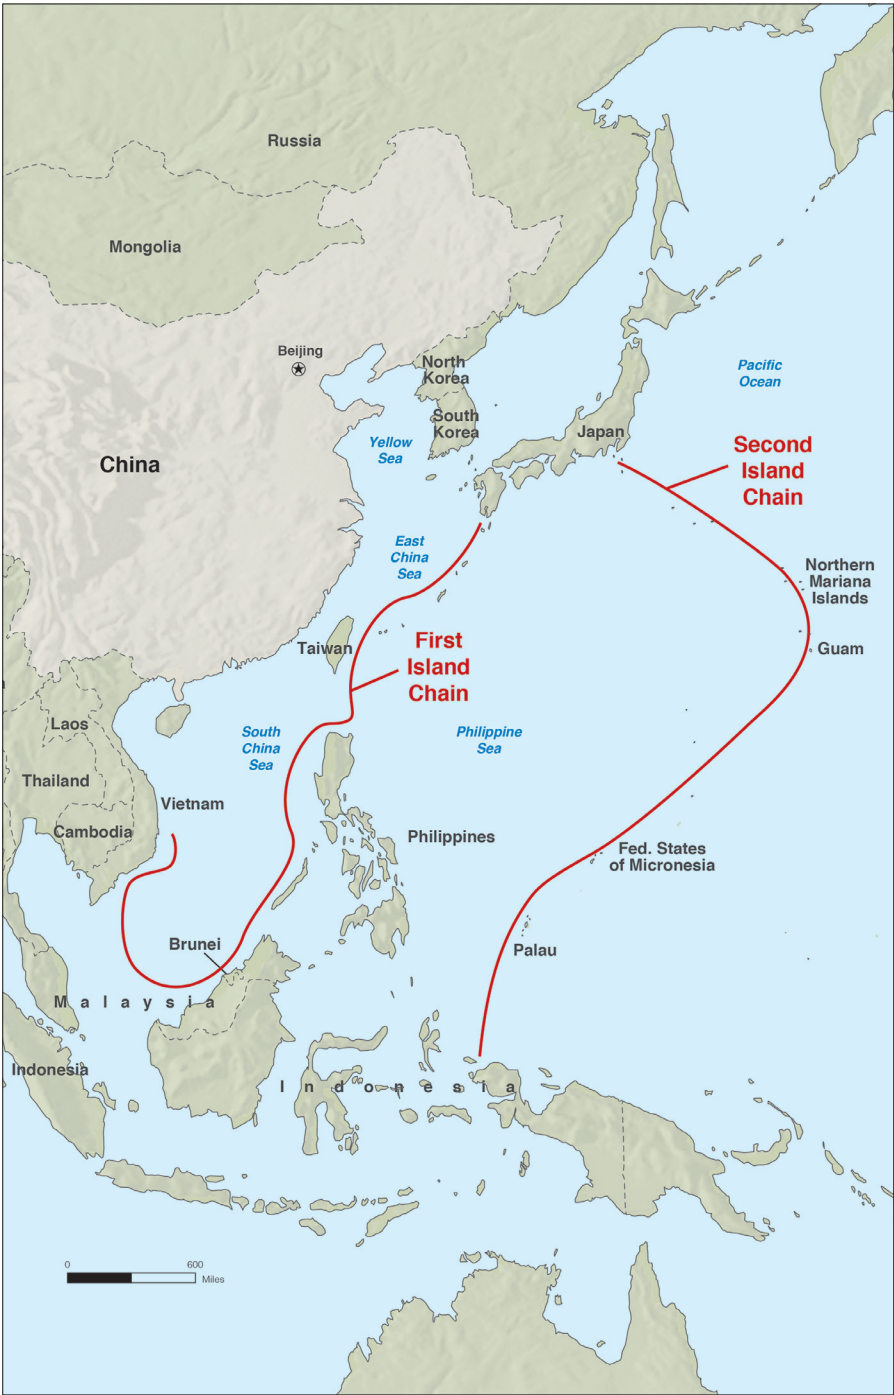 Russia
Mongolia
Beijing
North
Korea
South
Korea
Japan
Pacific
Ocean
Yellow
Sea
China
Second
Island
Chain
East
China
Sea
Northern
Mariana
Islands
Taiwan
First
Island
Chain
Guam
Laos
South
China
Sea
Philippine
Sea
Thailand
Vietnam
Cambodia
Philippines
Fed. States
of Micronesia
Brunei
Palau
Malaysia
Indonesia
Indonesia
0
600
Miles